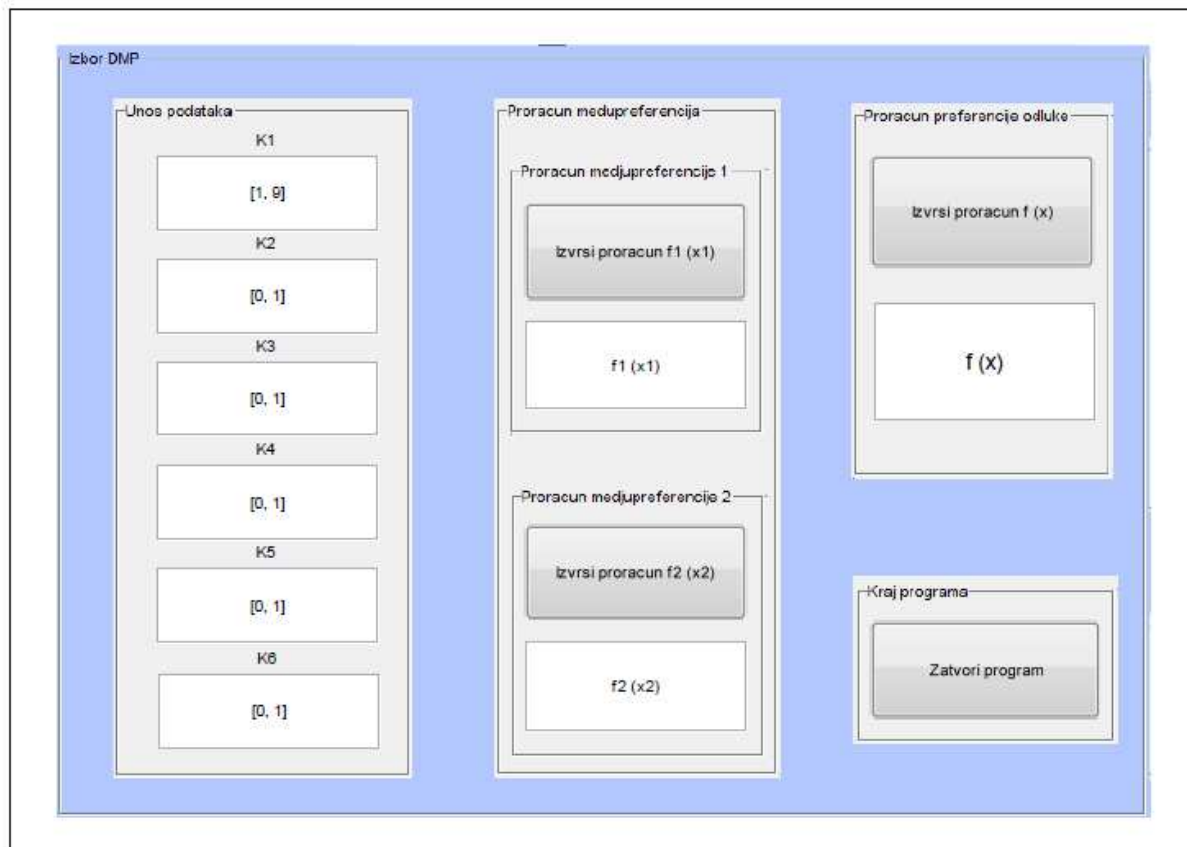 Izbor DMP
Unos podataka
K1
[1, 9]
K2
[0, 1]
K3
[0, 1]
K4
[0, 1]
K5
[0, 1]
K6
[0, 1]
Proracun medupreferencija
Proracun medjupreferencije 1
Izvrsi proracun f1 (x1)
f1 (x1)
Proracun medjupreferencije 2
Izvrsi proracun f2 (x2)
f2 (x2)
Proracun preferencije odluke
Izvrsi proracun f (x)
f (x)
Kraj programa
Zatvori program